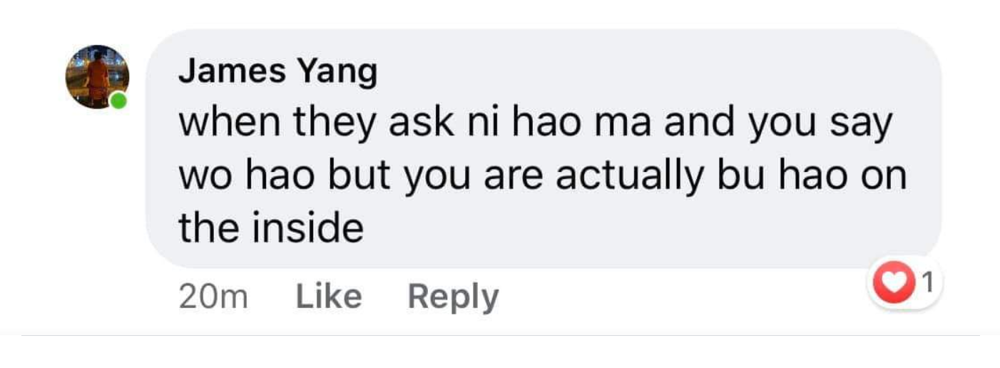 James Yang
when they ask ni hao ma and you say
wo hao but you are actually bu hao on
the inside
20m Like Reply
1